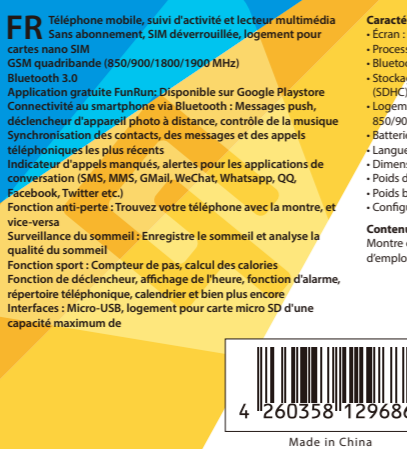 FR Téléphone mobile, suivi d'activité et lecteur multimédia
Sans abonnement, SIM déverrouillée, logement pour
cartes nano SIM
GSM quadribande (850/900/1800/1900 MHz)
Bluetooth 3.0
Application gratuite FunRun: Disponible sur Google Playstore
Connectivité au smartphone via Bluetooth : Messages push,
déclencheur d'appareil photo à distance, contrôle de la musique
Synchronisation des contacts, des messages et des appels
téléphoniques les plus récents
Indicateur d'appels manqués, alertes pour les applications de
conversation (SMS, MMS, GMail, WeChat, Whatsapp, QQ,
Facebook, Twitter etc.)
Fonction anti-perte : Trouvez votre téléphone avec la montre, et
vice-versa
Surveillance du sommeil : Enregistre le sommeil et analyse la
qualité du sommeil
Fonction sport : Compteur de pas, calcul des calories
Fonction de déclencheur, affichage de l'heure, fonction d'alarme,
répertoire téléphonique, calendrier et bien plus encore
Interfaces : Micro-USB, logement pour carte micro SD d'une
capacité maximum de
Caracté
• Écran :
• Process
• Bluetoo
• Stockag
(SDHC)
• Logem
850/90
• Batterie
• Langue
• Dimens
• Poids d
• Poids b
• Configu
Contenu
Montre
d'emplo
4 260358 129686
Made in China